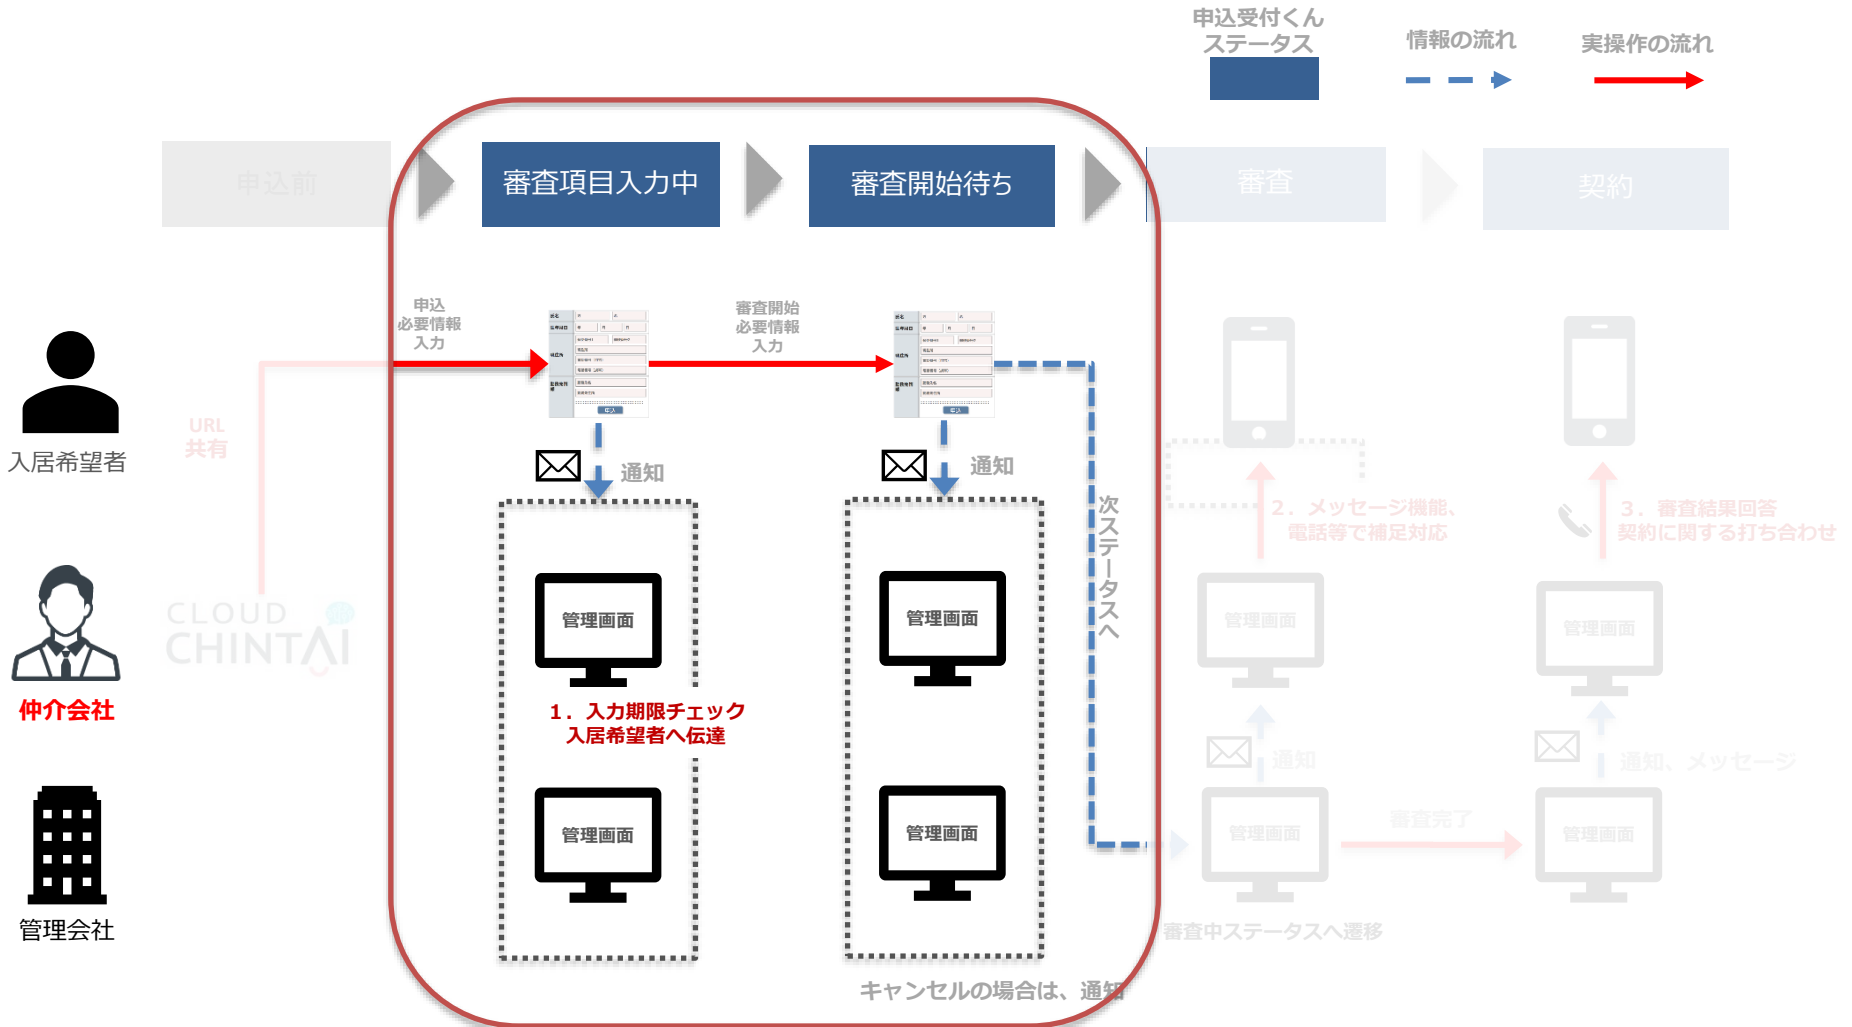 申込受付くん
ステータス
情報の流れ
実操作の流れ
申込前
審査項目入力中
審査開始待ち
審査
契約
申込
必要情報
入力
審査開始
必要情報
入力
申込
申込
入居希望者
URL
共有
通知
通知
次ステータスへ
2．メッセージ機能、
電話等で補足対応
3．審査結果回答
契約に関する打ち合わせ
CLOUD
CHINTAI
仲介会社
管理画面
管理画面
管理画面
管理画面
1．入力期限チェック
入居希望者へ伝達
通知
通知、メッセージ
管理会社
管理画面
管理画面
管理画面
審査完了
管理画面
審査中ステータスへ遷移
キャンセルの場合は、通知